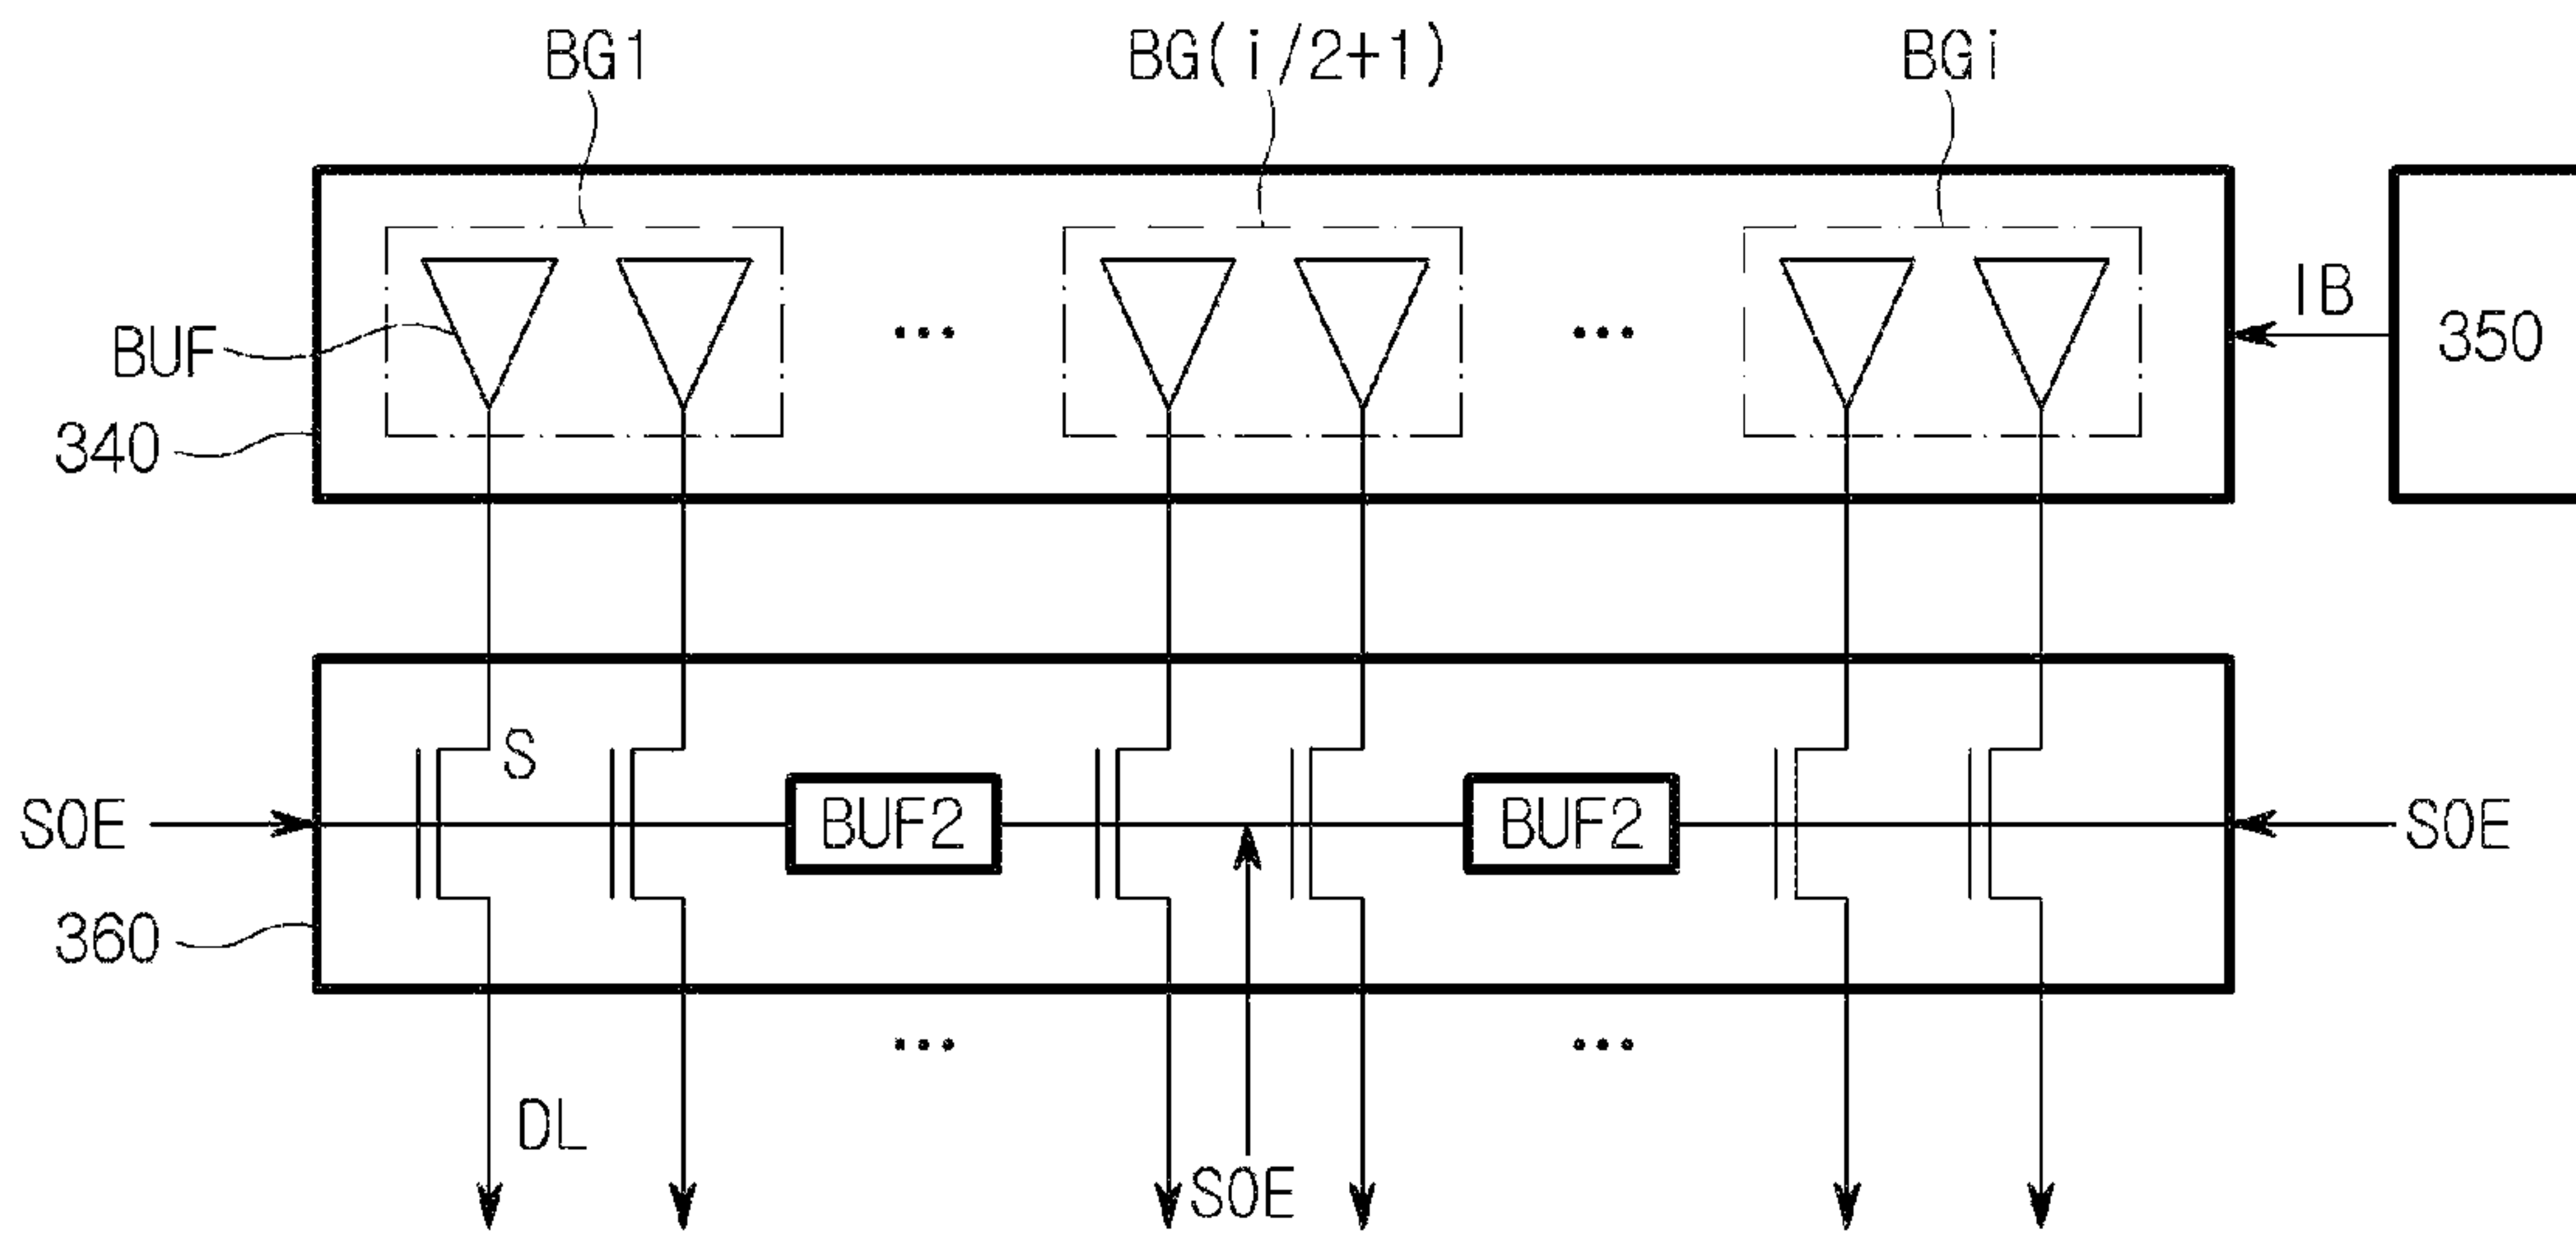 BG1
BG(i/2+1)
BGi
BUF
IB
350
340
S
SOE
BUF2
BUF2
SOE
360
DL
SOE